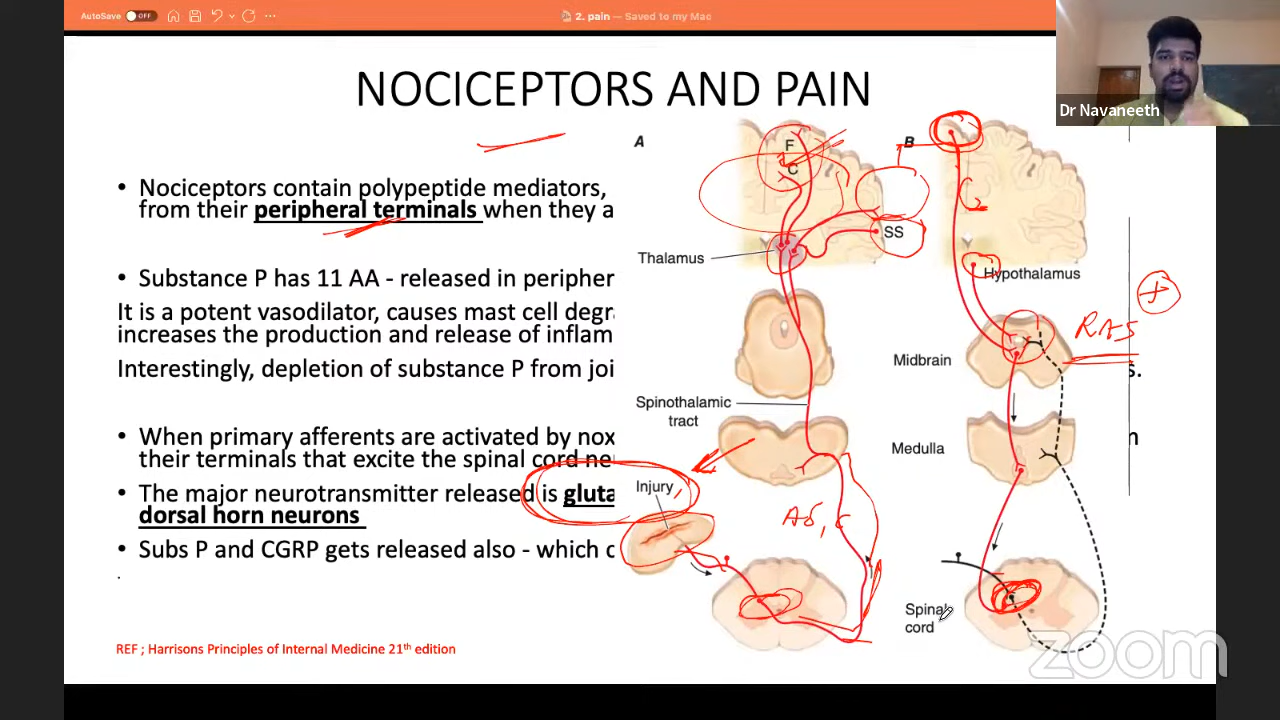 AutoSave OFF
2. pain — Saved to my Mac
NOCICEPTORS AND PAIN
Dr Navaneeth
• Nociceptors contain polypeptide mediators,
from their peripheral terminals when they a
• Substance P has 11 AA - released in peripher
It is a potent vasodilator, causes mast cell degra
increases the production and release of inflam
Interestingly, depletion of substance P from joi
s.
• When primary afferents are activated by nox
n
their terminals that excite the spinal cord ne
• The major neurotransmitter released is gluta
dorsal horn neurons
• Subs P and CGRP gets released also - which c
.
REF ; Harrisons Principles of Internal Medicine 21th edition
A
F
C
SS
Thalamus
Spinothalamic
tract
Injury
Aδ, C
B
Hypothalamus
RAS
+
Midbrain
Medulla
Spinal
cord
zoom